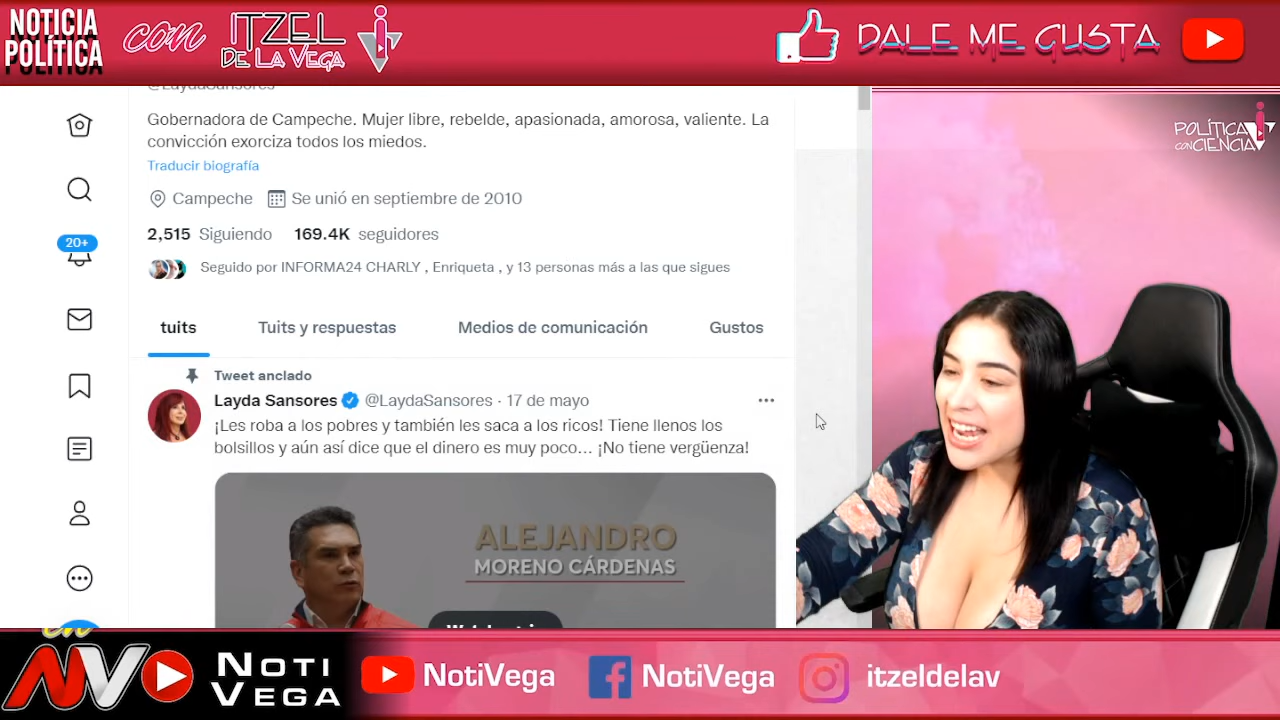 NOTICIA
POLÍTICA
con
ITZEL
DE LA VEGA
DALE ME GUSTA
@LaydaSansores
Gobernadora de Campeche. Mujer libre, rebelde, apasionada, amorosa, valiente. La
convicción exorciza todos los miedos.
Traducir biografía
Campeche Se unió en septiembre de 2010
2,515 Siguiendo 169.4K seguidores
Seguido por INFORMA24 CHARLY , Enriqueta , y 13 personas más a las que sigues
tuits Tuits y respuestas Medios de comunicación Gustos
20+
Tweet anclado
Layda Sansores @LaydaSansores · 17 de mayo
¡Les roba a los pobres y también les saca a los ricos! Tiene llenos los
bolsillos y aún así dice que el dinero es muy poco... ¡No tiene vergüenza!
ALEJANDRO
MORENO CÁRDENAS
POLÍTICA
CONCIENCIA
en
NV
NOTI
VEGA
NotiVega
NotiVega
itzeldelav